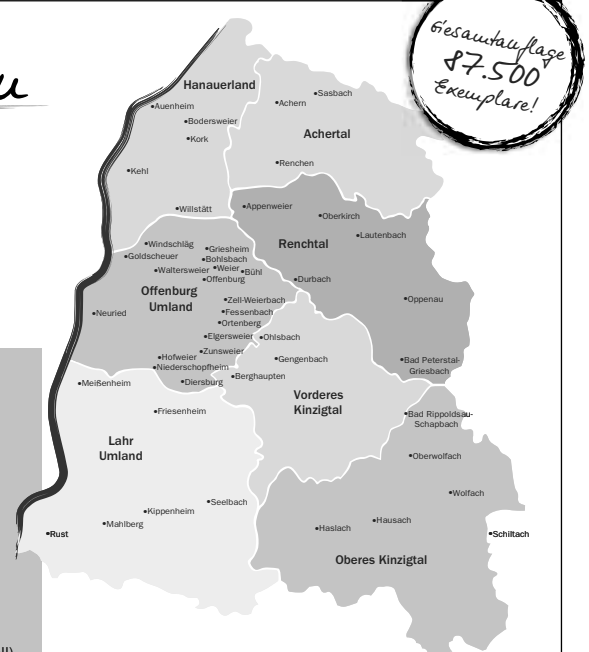 Gesamtauflage
87.500
Exemplare!
u
Hanauerland
•Auenheim
•Bodersweier
•Kork
•Kehl
•Willstätt
•Sasbach
•Achern
Achertal
•Renchen
•Appenweier
•Oberkirch
•Lautenbach
Renchtal
•Durbach
•Oppenau
•Bad Peterstal-
Griesbach
•Windschläg
•Goldscheuer
•Griesheim
•Bohlsbach
•Waltersweier
•Weier
•Bühl
•Offenburg
Offenburg
Umland
•Zell-Weierbach
•Fessenbach
•Ortenberg
•Neuried
•Elgersweier
•Zunsweier
•Hofweier
•Niederschopfheim
•Diersburg
•Ohlsbach
•Gengenbach
•Berghaupten
Vorderes
Kinzigtal
•Meißenheim
•Friesenheim
Lahr
Umland
•Seelbach
•Kippenheim
•Mahlberg
•Rust
•Bad Rippoldsau-
Schapbach
•Oberwolfach
•Wolfach
•Hausach
•Haslach
•Schiltach
Oberes Kinzigtal